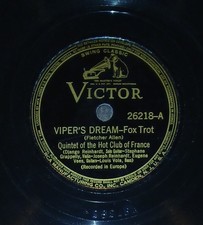 SWING CLASSIC
VICTOR
26218-A
VIPER'S DREAM—Fox Trot
(Fletcher Allen)
Quintet of the Hot Club of France
(Django Reinhardt, Solo Guitar-Stephane
Grappelly, Violin-Joseph Reinhardt, Eugene
Vees, Guitars-Louis Vola, Bass)
(Recorded in Europe)